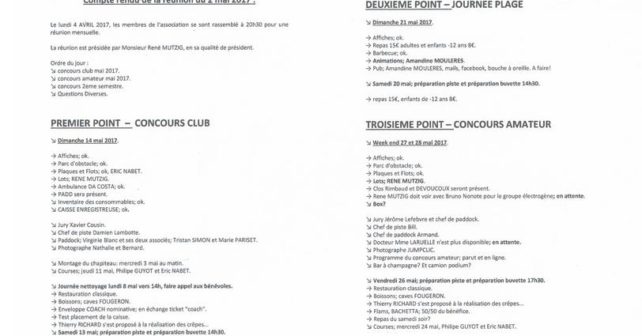 Compte rendu de la réunion du 2 mai 2017 :
Le lundi 4 AVRIL 2017, les membres de l'association se sont rassemblé à 20h30 pour une
réunion mensuelle.
La réunion est présidée par Monsieur René MUTZIG, en sa qualité de président.
Ordre du jour :
↘ concours club mai 2017.
↘ concours amateur mai 2017.
↘ concours 2eme semestre.
↘ Questions Diverses.
PREMIER POINT – CONCOURS CLUB
↘ Dimanche 14 mai 2017.
→ Affiches; ok.
→ Parc d'obstacle; ok.
→ Plaques et Flots; ok, ERIC NABET.
→ Lots; RENE MUTZIG.
→ Ambulance DA COSTA; ok.
→ PADD sera présent.
→ Inventaire des consommables; ok.
↘ CAISSE ENREGISTREUSE; ok.
↘ Jury Xavier Cousin.
↘ Chef de piste Damien Lambotte.
↘ Paddock; Virginie Blanc et ses deux associés; Tristan SIMON et Marie PARISET.
↘ Photographe Nathalie et Bernard.
↘ Montage du chapiteau; mercredi 3 mai au matin.
↘ Courses; jeudi 11 mai, Philipe GUYOT et Eric NABET.
↘ Journée nettoyage lundi 8 mai vers 14h, faire appel au bénévoles.
→ Restauration classique.
→ Boissons; caves FOUGERON.
→ Enveloppe COACH nominative; en échange ticket "coach".
→ Test placement de la caisse.
→ Thierry RICHARD s'est proposé à la réalisation des crêpes...
↘ Samedi 13 mai; préparation piste et préparation buvette 14h30.
DEUXIEME POINT – JOURNÉE PLAGE
↘ Dimanche 21 mai 2017.
→ Affiches; ok.
→ Repas 15€ adultes et enfants -12 ans 8€.
→ Barbecue; ok.
→ Animations; Amandine MOULERES.
→ Pub; Amandine MOULERES, mails, facebook, bouche à oreille. A faire!
↘ Samedi 20 mai; préparation piste et préparation buvette 14h30.
→ repas 15€, enfants de -12 ans 8€.
TROISIEME POINT – CONCOURS AMATEUR
↘ Week end 27 et 28 mai 2017.
→ Affiches; ok.
→ Parc d'obstacle; ok.
→ Plaques et Flots; ok.
→ Lots; RENE MUTZIG.
→ Clos Rimbaud et DEVOUCOUX seront présent.
→ Rene MUTZIG doit voir avec Bruno Nonote pour le groupe électrogène; en attente.
↘ Box?
↘ Jury Jérôme Lefebvre et chef de paddock.
↘ Chef de piste Bill.
↘ Chef de paddock Armand.
↘ Docteur Mme LARUELLE n'est plus disponible; en attente.
↘ Photographe JUMPCLIC.
→ Programme du concours amateur; parut et en ligne.
→ Bar à champagne? Et camion podium?
↘ Vendredi 26 mai; préparation piste et préparation buvette 17h30.
→ Restauration classique.
→ Boissons; caves FOUGERON.
→ Thierry RICHARD s'est proposé à la réalisation des crêpes...
→ Flams, BACHETTA; 50/50 du bénéfice.
→ Repas du samedi soir?
↘ Courses; mercredi 24 mai, Philipe GUYOT et Eric NABET.